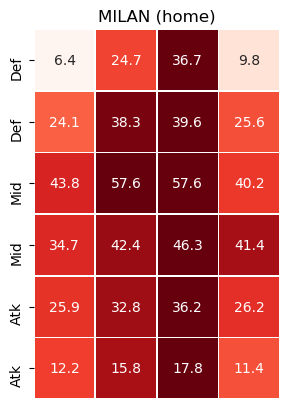 MILAN (home)
Def 6.4 24.7 36.7 9.8
Def 24.1 38.3 39.6 25.6
Mid 43.8 57.6 57.6 40.2
Mid 34.7 42.4 46.3 41.4
Atk 25.9 32.8 36.2 26.2
Atk 12.2 15.8 17.8 11.4